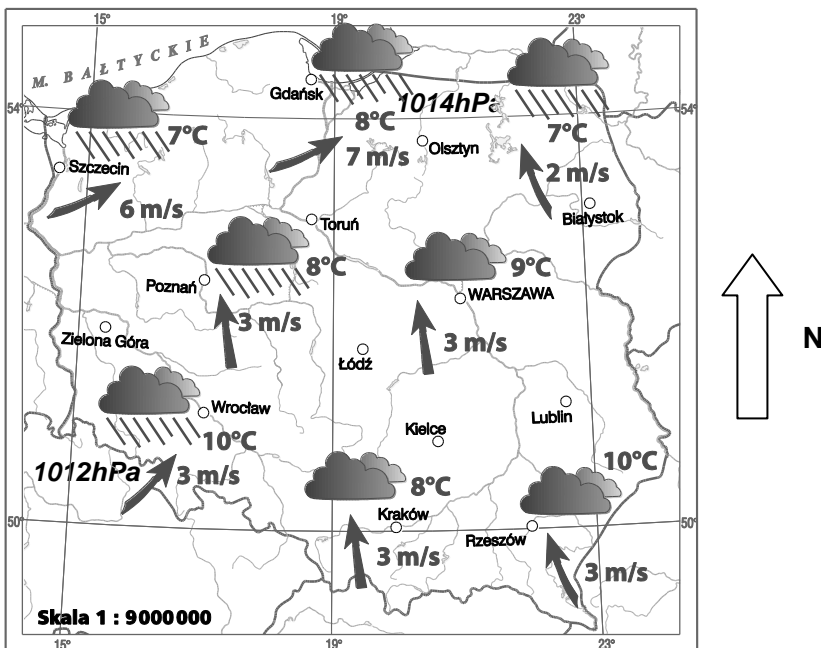 15°
19°
23°
M. BAŁTYCKIE
Gdańsk
1014hPa
54°
54°
7°C
8°C
7°C
Szczecin
7 m/s
Olsztyn
2 m/s
6 m/s
Toruń
Białystok
8°C
9°C
Poznań
WARSZAWA
3 m/s
3 m/s
N
Zielona Góra
Łódź
Wrocław
Lublin
Kielce
10°C
10°C
1012hPa
3 m/s
8°C
50°
50°
Kraków
Rzeszów
3 m/s
3 m/s
Skala 1 : 9000000
15°
19°
23°